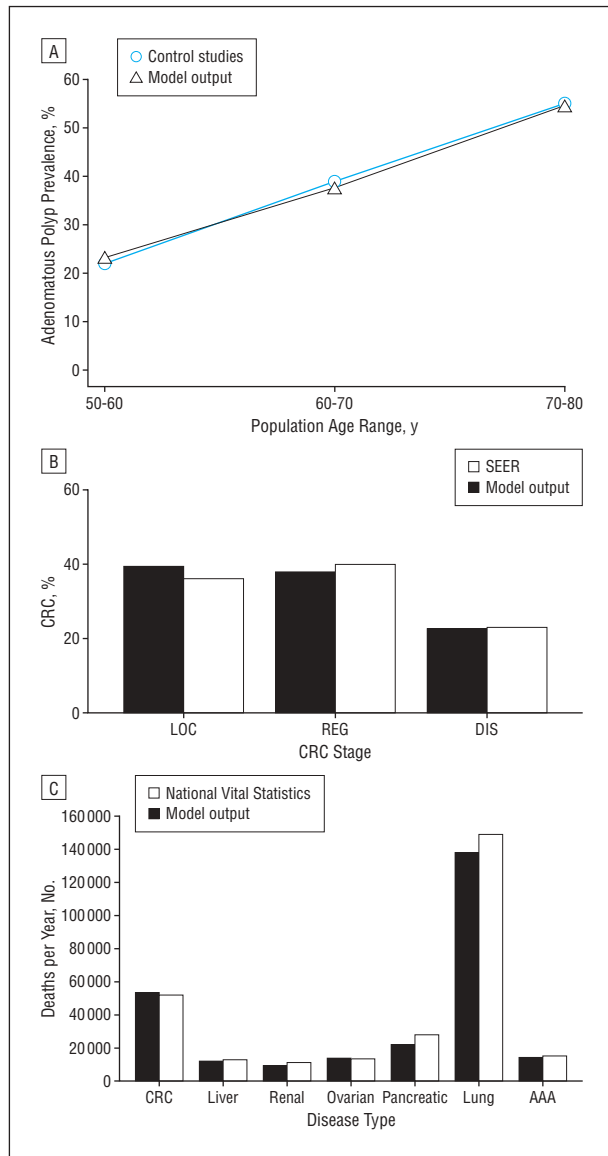 A
Control studies
Model output
60
50
40
30
20
10
0
Adenomatous Polyp Prevalence, %
50-60
60-70
70-80
Population Age Range, y
B
SEER
Model output
60
40
20
0
CRC, %
LOC
REG
DIS
CRC Stage
C
National Vital Statistics
Model output
160 000
140 000
120 000
100 000
80 000
60 000
40 000
20 000
0
Deaths per Year, No.
CRC
Liver
Renal
Ovarian
Pancreatic
Lung
AAA
Disease Type